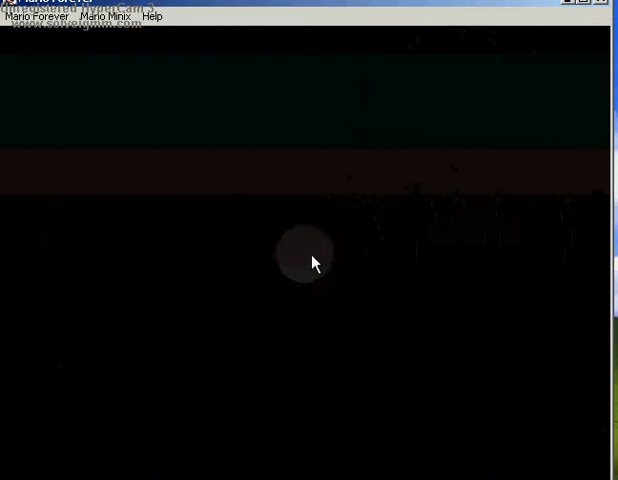 Mario Forever
Unregistered HyperCam 3
Mario Forever Mario Minix Help
www.solveigmm.com